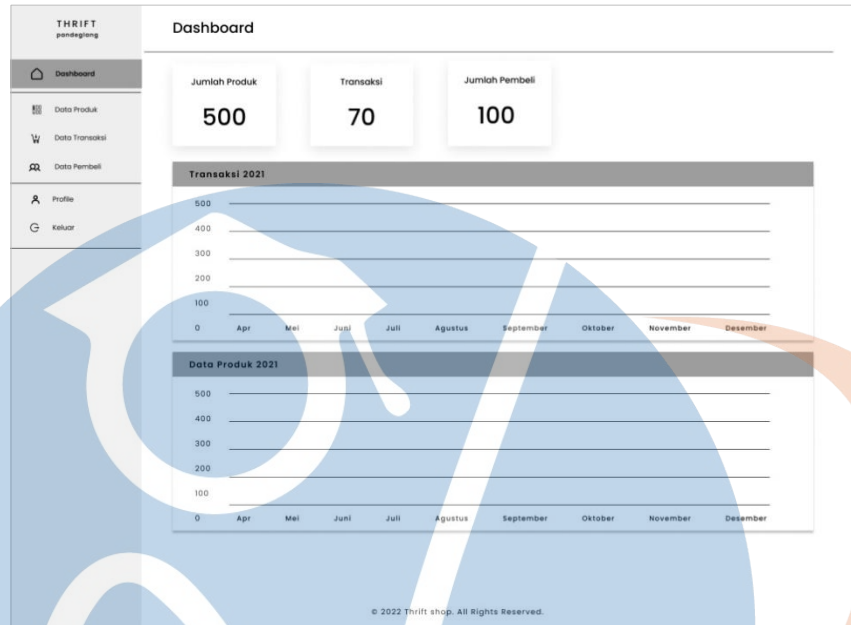 THRIFT
pandeglang
Dashboard
Data Produk
Data Transaksi
Data Pembeli
Profile
Keluar
Dashboard
Jumlah Produk
500
Transaksi
70
Jumlah Pembeli
100
Transaksi 2021
500
400
300
200
100
0 Apr Mei Juni Juli Agustus September Oktober November Desember
Data Produk 2021
500
400
300
200
100
0 Apr Mei Juni Juli Agustus September Oktober November Desember
© 2022 Thrift shop. All Rights Reserved.